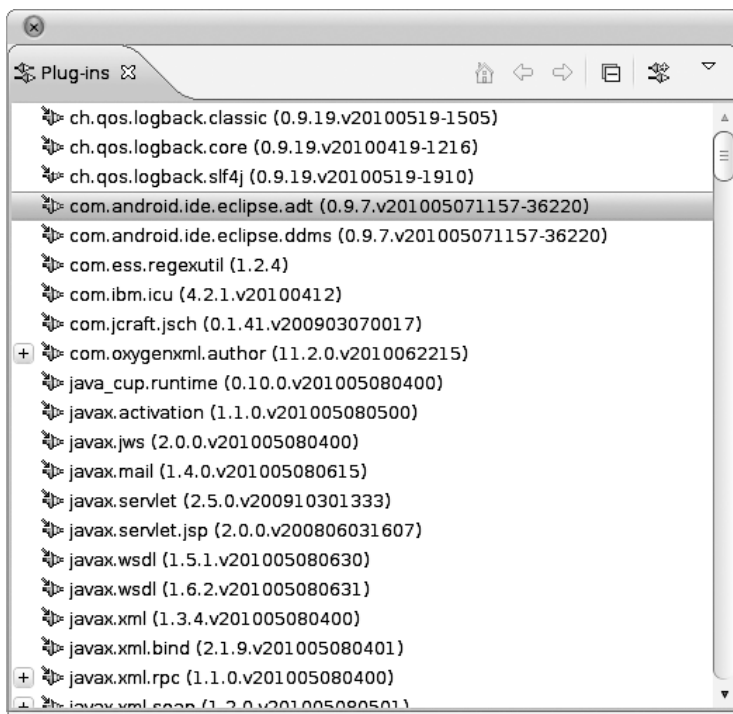 Plug-ins
ch.qos.logback.classic (0.9.19.v20100519-1505)
ch.qos.logback.core (0.9.19.v20100419-1216)
ch.qos.logback.slf4j (0.9.19.v20100519-1910)
com.android.ide.eclipse.adt (0.9.7.v201005071157-36220)
com.android.ide.eclipse.ddms (0.9.7.v201005071157-36220)
com.ess.regexutil (1.2.4)
com.ibm.icu (4.2.1.v20100412)
com.jcraft.jsch (0.1.41.v200903070017)
com.oxygenxml.author (11.2.0.v2010062215)
java_cup.runtime (0.10.0.v201005080400)
javax.activation (1.1.0.v201005080500)
javax.jws (2.0.0.v201005080400)
javax.mail (1.4.0.v201005080615)
javax.servlet (2.5.0.v200910301333)
javax.servlet.jsp (2.0.0.v200806031607)
javax.wsdl (1.5.1.v201005080630)
javax.wsdl (1.6.2.v201005080631)
javax.xml (1.3.4.v201005080400)
javax.xml.bind (2.1.9.v201005080401)
javax.xml.rpc (1.1.0.v201005080400)
javax.xml.soap (1.2.0.v201005080501)